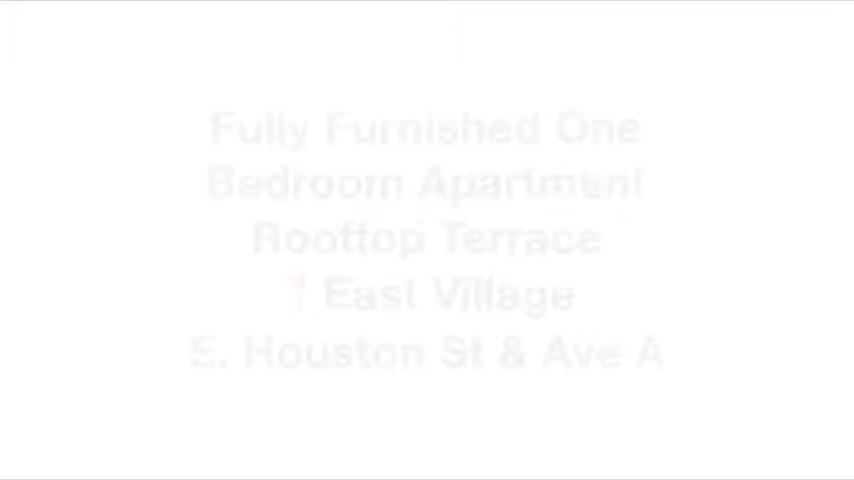 Fully Furnished One
Bedroom Apartment
Rooftop Terrace
📍East Village
E. Houston St & Ave A